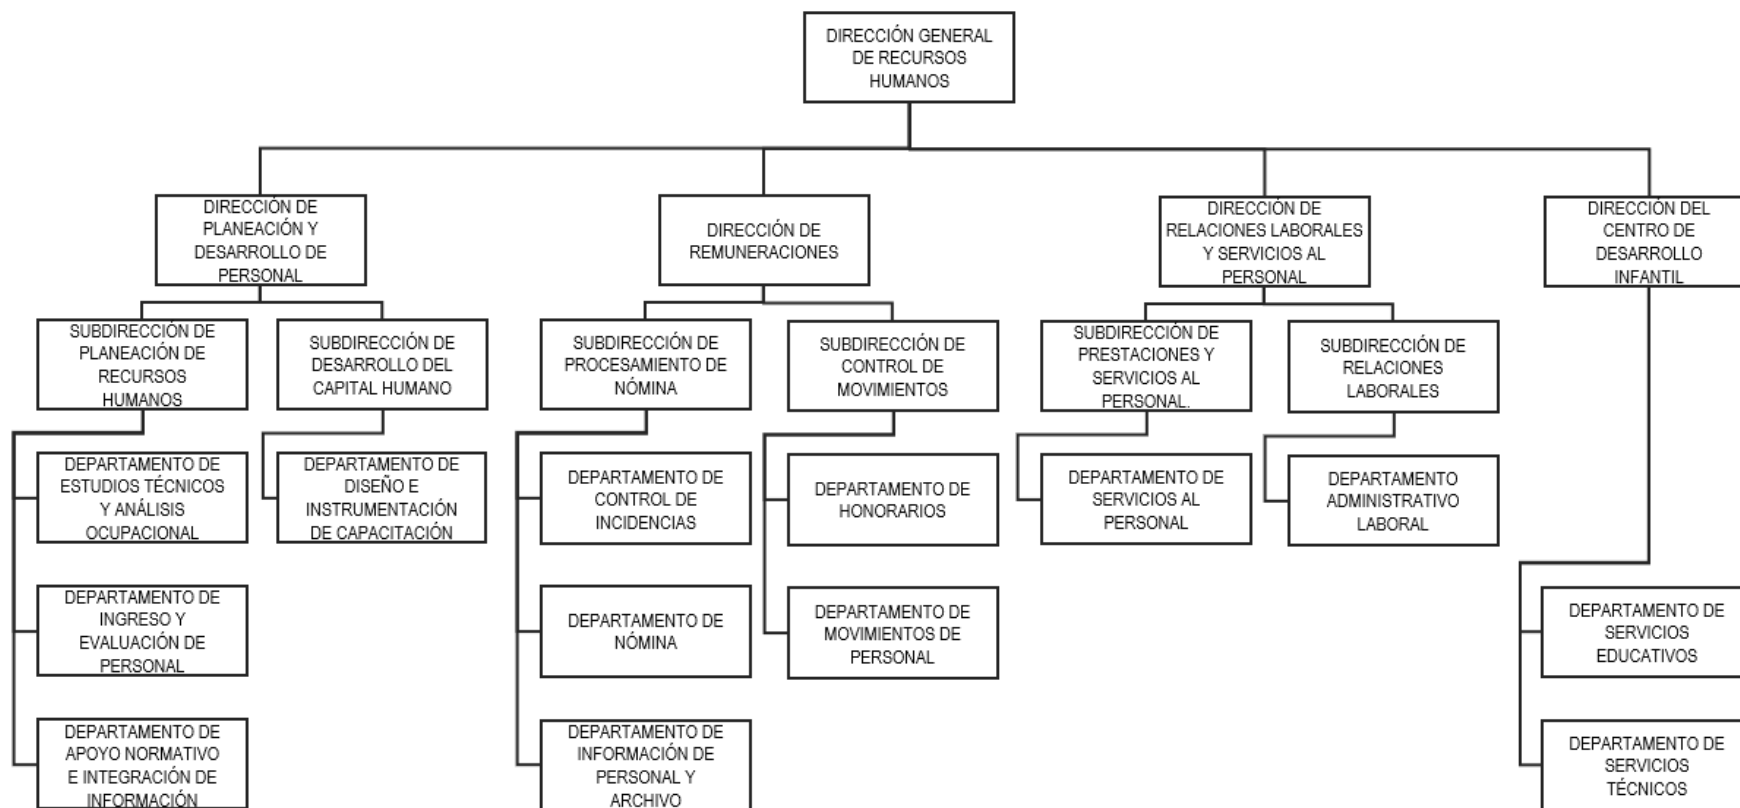 DIRECCIÓN GENERAL
DE RECURSOS
HUMANOS
DIRECCIÓN DE
PLANEACIÓN Y
DESARROLLO DE
PERSONAL
DIRECCIÓN DE
REMUNERACIONES
DIRECCIÓN DE
RELACIONES LABORALES
Y SERVICIOS AL
PERSONAL
DIRECCIÓN DEL
CENTRO DE
DESARROLLO
INFANTIL
SUBDIRECCIÓN DE
PLANEACIÓN DE
RECURSOS
HUMANOS
SUBDIRECCIÓN DE
DESARROLLO DEL
CAPITAL HUMANO
SUBDIRECCIÓN DE
PROCESAMIENTO DE
NÓMINA
SUBDIRECCIÓN DE
CONTROL DE
MOVIMIENTOS
SUBDIRECCIÓN DE
PRESTACIONES Y
SERVICIOS AL
PERSONAL.
SUBDIRECCIÓN DE
RELACIONES
LABORALES
DEPARTAMENTO DE
ESTUDIOS TÉCNICOS
Y ANÁLISIS
OCUPACIONAL
DEPARTAMENTO DE
DISEÑO E
INSTRUMENTACIÓN
DE CAPACITACIÓN
DEPARTAMENTO DE
CONTROL DE
INCIDENCIAS
DEPARTAMENTO DE
HONORARIOS
DEPARTAMENTO DE
SERVICIOS AL
PERSONAL
DEPARTAMENTO
ADMINISTRATIVO
LABORAL
DEPARTAMENTO DE
INGRESO Y
EVALUACIÓN DE
PERSONAL
DEPARTAMENTO DE
NÓMINA
DEPARTAMENTO DE
MOVIMIENTOS DE
PERSONAL
DEPARTAMENTO DE
SERVICIOS
EDUCATIVOS
DEPARTAMENTO DE
APOYO NORMATIVO
E INTEGRACIÓN DE
INFORMACIÓN
DEPARTAMENTO DE
INFORMACIÓN DE
PERSONAL Y
ARCHIVO
DEPARTAMENTO DE
SERVICIOS
TÉCNICOS